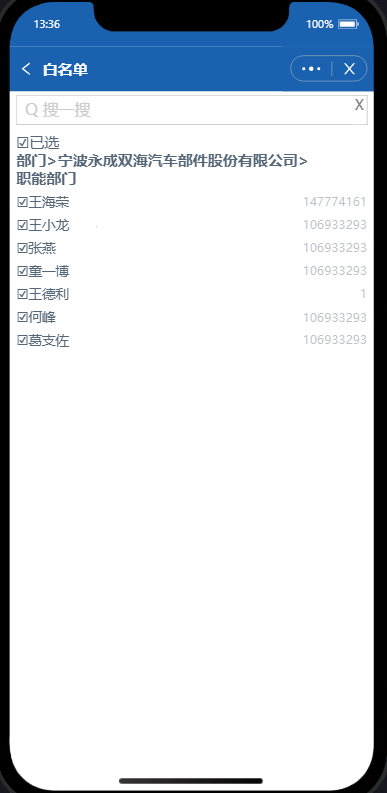 13:36 100%
白名单
Q 搜一搜 X
☑已选
部门>宁波永成双海汽车部件股份有限公司>
职能部门
☑王海荣 147774161
☑王小龙 106933293
☑张燕 106933293
☑童一博 106933293
☑王德利 1
☑何峰 106933293
☑葛支佐 106933293